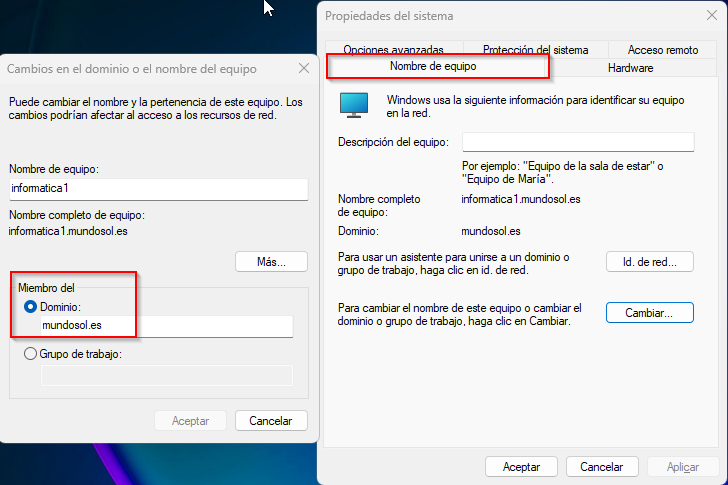 Cambios en el dominio o el nombre del equipo
Puede cambiar el nombre y la pertenencia de este equipo. Los
cambios podrían afectar al acceso a los recursos de red.
Nombre de equipo:
informatica1
Nombre completo de equipo:
informatica1.mundosol.es
Más...
Miembro del
Dominio:
mundosol.es
Grupo de trabajo:
Aceptar
Cancelar
Propiedades del sistema
Opciones avanzadas
Protección del sistema
Acceso remoto
Nombre de equipo
Hardware
Windows usa la siguiente información para identificar su equipo
en la red.
Descripción del equipo:
Por ejemplo: "Equipo de la sala de estar" o
"Equipo de María".
Nombre completo
de equipo:
informatica1.mundosol.es
Dominio:
mundosol.es
Para usar un asistente para unirse a un dominio o
grupo de trabajo, haga clic en id. de red.
Id. de red...
Para cambiar el nombre de este equipo o cambiar el
dominio o grupo de trabajo, haga clic en Cambiar.
Cambiar...
Aceptar
Cancelar
Aplicar